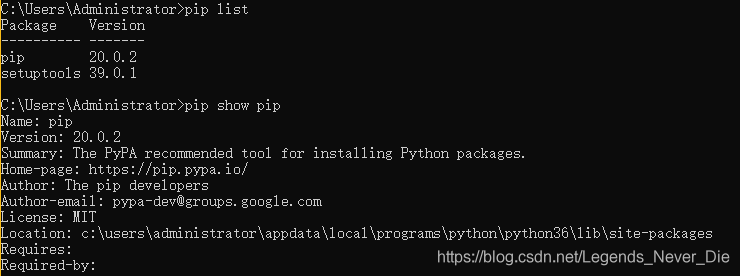 C:\Users\Administrator>pip list
Package    Version
---------- -------
pip        20.0.2
setuptools 39.0.1
C:\Users\Administrator>pip show pip
Name: pip
Version: 20.0.2
Summary: The PyPA recommended tool for installing Python packages.
Home-page: https://pip.pypa.io/
Author: The pip developers
Author-email: pypa-dev@groups.google.com
License: MIT
Location: c:\users\administrator\appdata\local\programs\python\python36\lib\site-packages
Requires:
Required-by:
https://blog.csdn.net/Legends_Never_Die